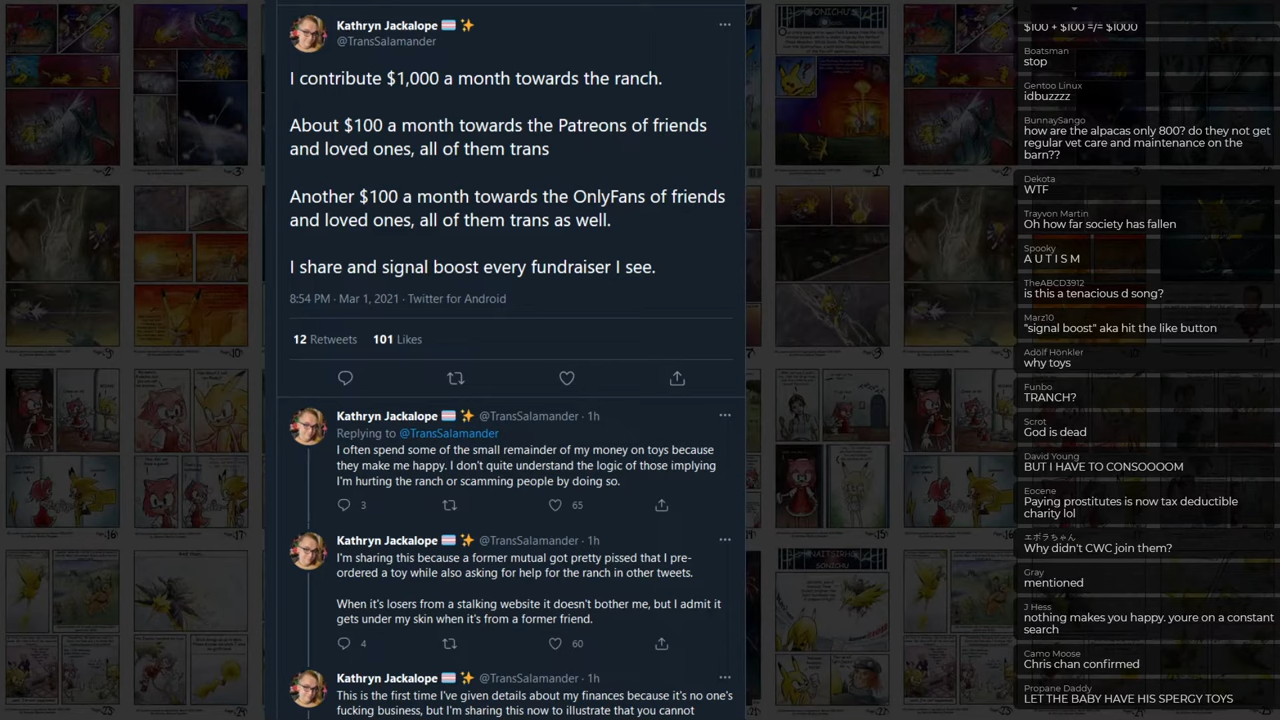 Kathryn Jackalope
@TransSalamander
I contribute $1,000 a month towards the ranch.
About $100 a month towards the Patreons of friends
and loved ones, all of them trans
Another $100 a month towards the OnlyFans of friends
and loved ones, all of them trans as well.
I share and signal boost every fundraiser I see.
8:54 PM · Mar 1, 2021 · Twitter for Android
12 Retweets 101 Likes
Kathryn Jackalope @TransSalamander · 1h
Replying to @TransSalamander
I often spend some of the small remainder of my money on toys because
they make me happy. I don't quite understand the logic of those implying
I'm hurting the ranch or scamming people by doing so.
3 65
Kathryn Jackalope @TransSalamander · 1h
I'm sharing this because a former mutual got pretty pissed that I pre-
ordered a toy while also asking for help for the ranch in other tweets.
When it's losers from a stalking website it doesn't bother me, but I admit it
gets under my skin when it's from a former friend.
4 60
Kathryn Jackalope @TransSalamander · 1h
This is the first time I've given details about my finances because it's no one's
fucking business, but I'm sharing this now to illustrate that you cannot
$100 + $100 =/= $1000
Boatsman
stop
Gentoo Linux
idbuzzzz
BunnaySango
how are the alpacas only 800? do they not get
regular vet care and maintenance on the
barn??
Dekota
WTF
Trayvon Martin
Oh how far society has fallen
Spooky
A U T I S M
TheABCD3912
is this a tenacious d song?
Marz10
"signal boost" aka hit the like button
Adölf Hönkler
why toys
Funbo
TRANCH?
Scrot
God is dead
David Young
BUT I HAVE TO CONSOOOOM
Eocene
Paying prostitutes is now tax deductible
charity lol
エボラちゃん
Why didn't CWC join them?
Gray
mentioned
J Hess
nothing makes you happy. youre on a constant
search
Camo Moose
Chris chan confirmed
Propane Daddy
LET THE BABY HAVE HIS SPERGY TOYS